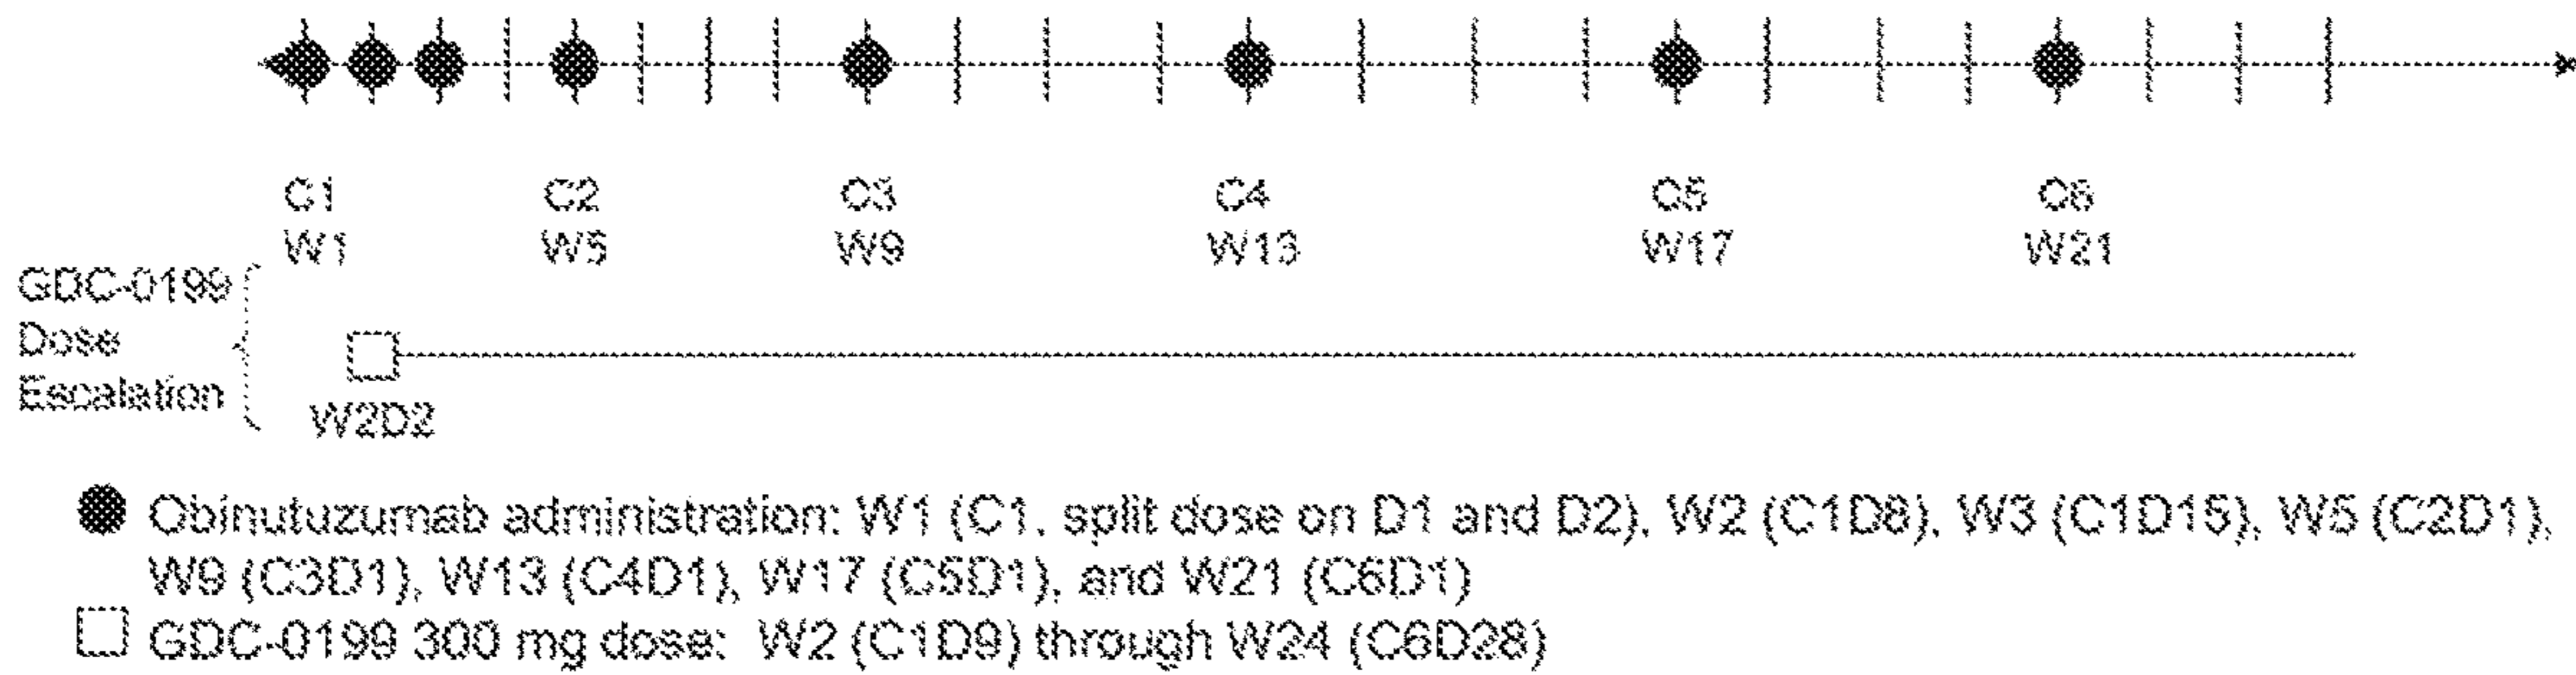 C1 C2 C3 C4 C5 C6
W1 W5 W9 W13 W17 W21
GDC-0199
Dose
Escalation
W2D2
Obinutuzumab administration: W1 (C1, split dose on D1 and D2), W2 (C1D8), W3 (C1D15), W5 (C2D1),
W9 (C3D1), W13 (C4D1), W17 (C5D1), and W21 (C6D1)
GDC-0199 300 mg dose: W2 (C1D9) through W24 (C6D28)